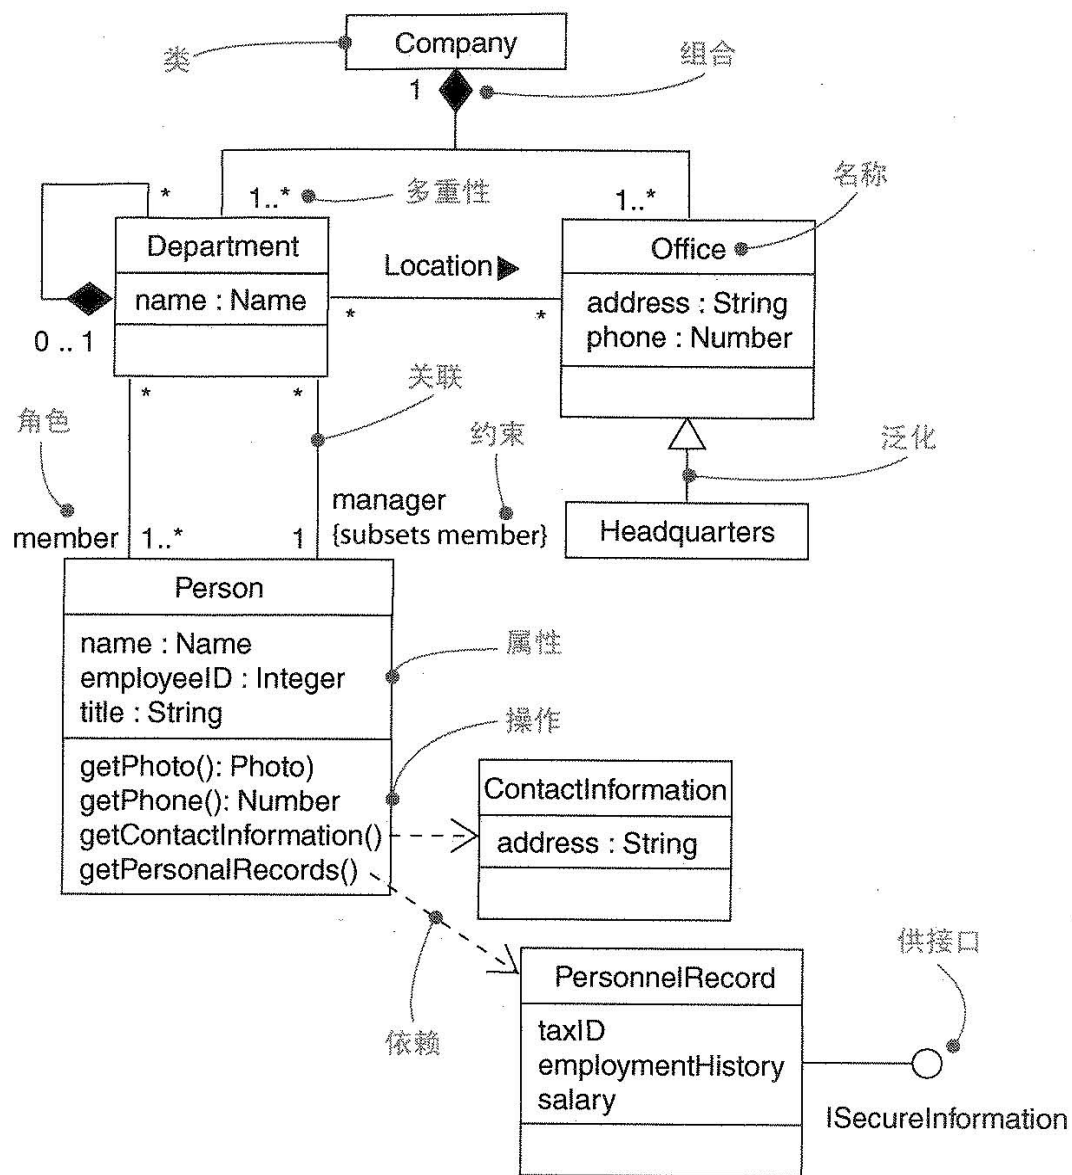 Company
类
组合
1
*
1..*
多重性
1..*
名称
Department
Office
Location
name : Name
address : String
phone : Number
*
*
0 .. 1
*
*
关联
角色
约束
泛化
manager
member
1..*
1
{subsets member}
Headquarters
Person
name : Name
employeeID : Integer
title : String
属性
操作
getPhoto(): Photo)
getPhone(): Number
getContactInformation()
getPersonalRecords()
ContactInformation
address : String
供接口
PersonnelRecord
依赖
taxID
employmentHistory
salary
ISecureInformation